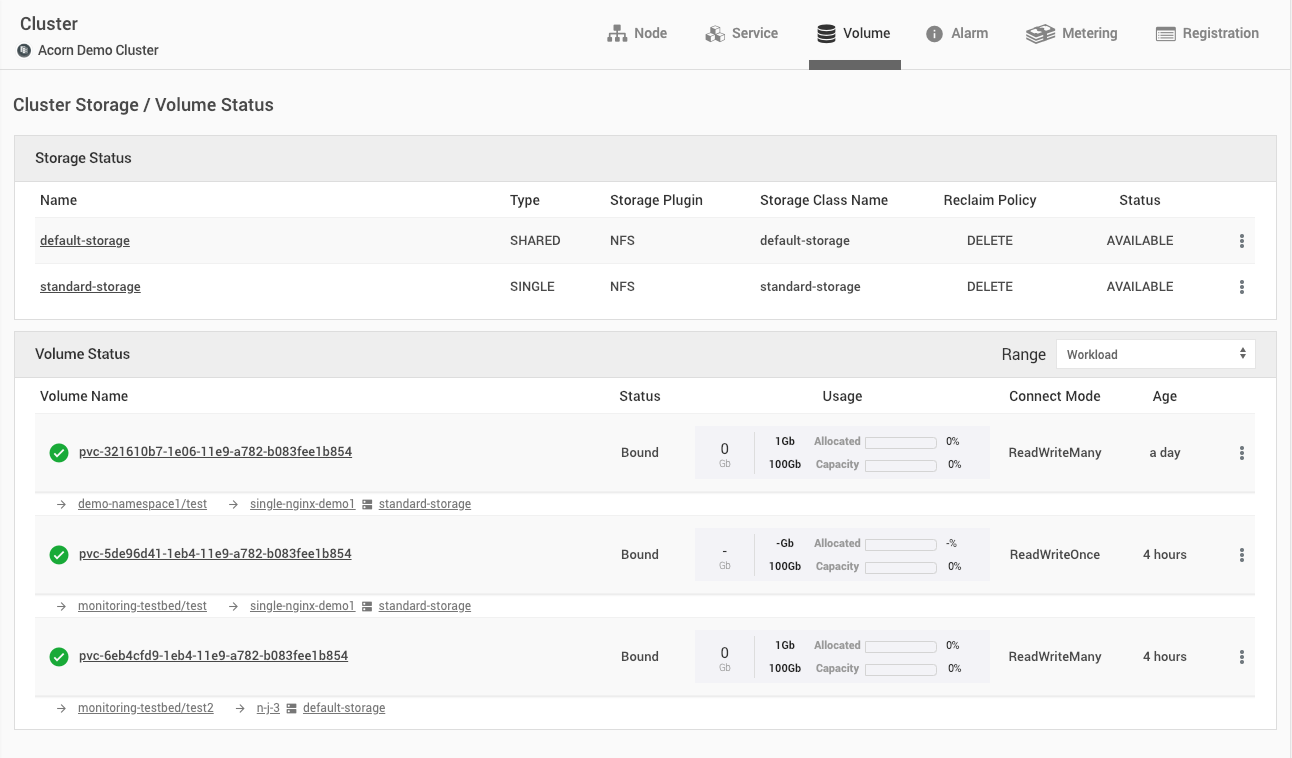 Cluster
Acorn Demo Cluster
Node Service Volume Alarm Metering Registration
Cluster Storage / Volume Status
Storage Status
Name Type Storage Plugin Storage Class Name Reclaim Policy Status
default-storage SHARED NFS default-storage DELETE AVAILABLE
standard-storage SINGLE NFS standard-storage DELETE AVAILABLE
Volume Status Range Workload
Volume Name Status Usage Connect Mode Age
pvc-321610b7-1e06-11e9-a782-b083fee1b854 Bound 0 Gb 1Gb Allocated 0% 100Gb Capacity 0% ReadWriteMany a day
demo-namespace1/test single-nginx-demo1 standard-storage
pvc-5de96d41-1eb4-11e9-a782-b083fee1b854 Bound - Gb -Gb Allocated -% 100Gb Capacity 0% ReadWriteOnce 4 hours
monitoring-testbed/test single-nginx-demo1 standard-storage
pvc-6eb4cfd9-1eb4-11e9-a782-b083fee1b854 Bound 0 Gb 1Gb Allocated 0% 100Gb Capacity 0% ReadWriteMany 4 hours
monitoring-testbed/test2 n-j-3 default-storage